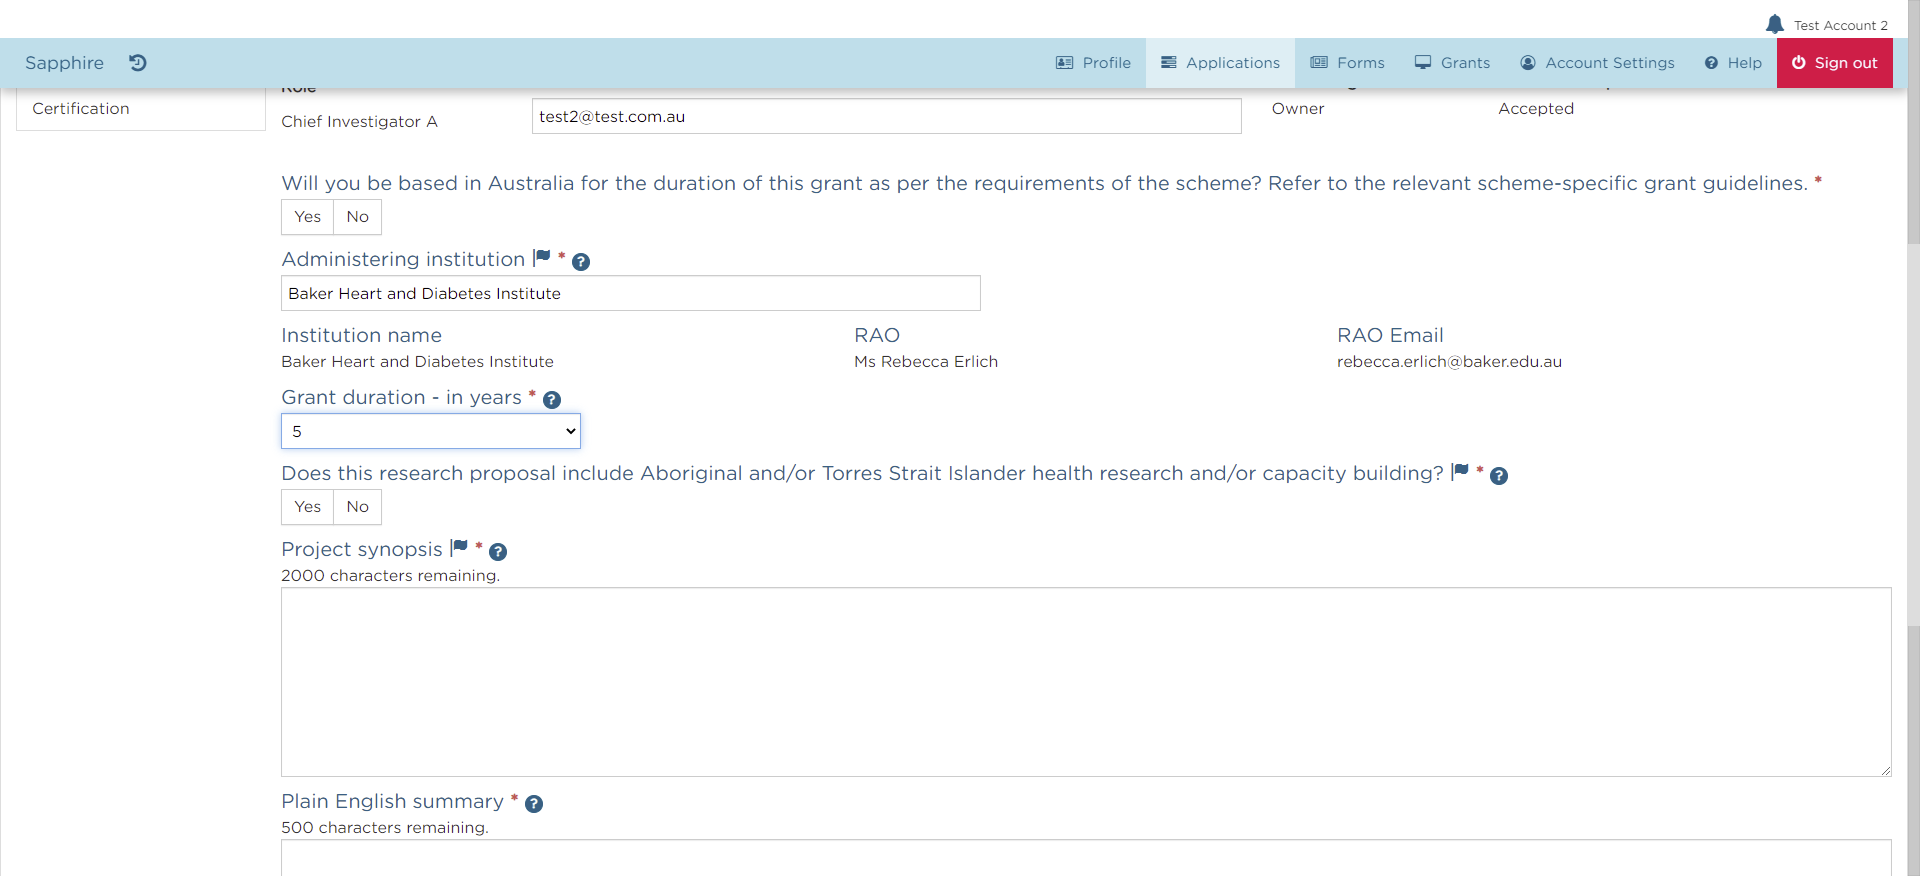 Test Account 2
Sapphire Profile Applications Forms Grants Account Settings Help Sign out
Role
Certification
Chief Investigator A test2@test.com.au Owner Accepted
Will you be based in Australia for the duration of this grant as per the requirements of the scheme? Refer to the relevant scheme-specific grant guidelines. *
Yes No
Administering institution * ?
Baker Heart and Diabetes Institute
Institution name RAO RAO Email
Baker Heart and Diabetes Institute Ms Rebecca Erlich rebecca.erlich@baker.edu.au
Grant duration - in years * ?
5
Does this research proposal include Aboriginal and/or Torres Strait Islander health research and/or capacity building? * ?
Yes No
Project synopsis * ?
2000 characters remaining.
Plain English summary * ?
500 characters remaining.